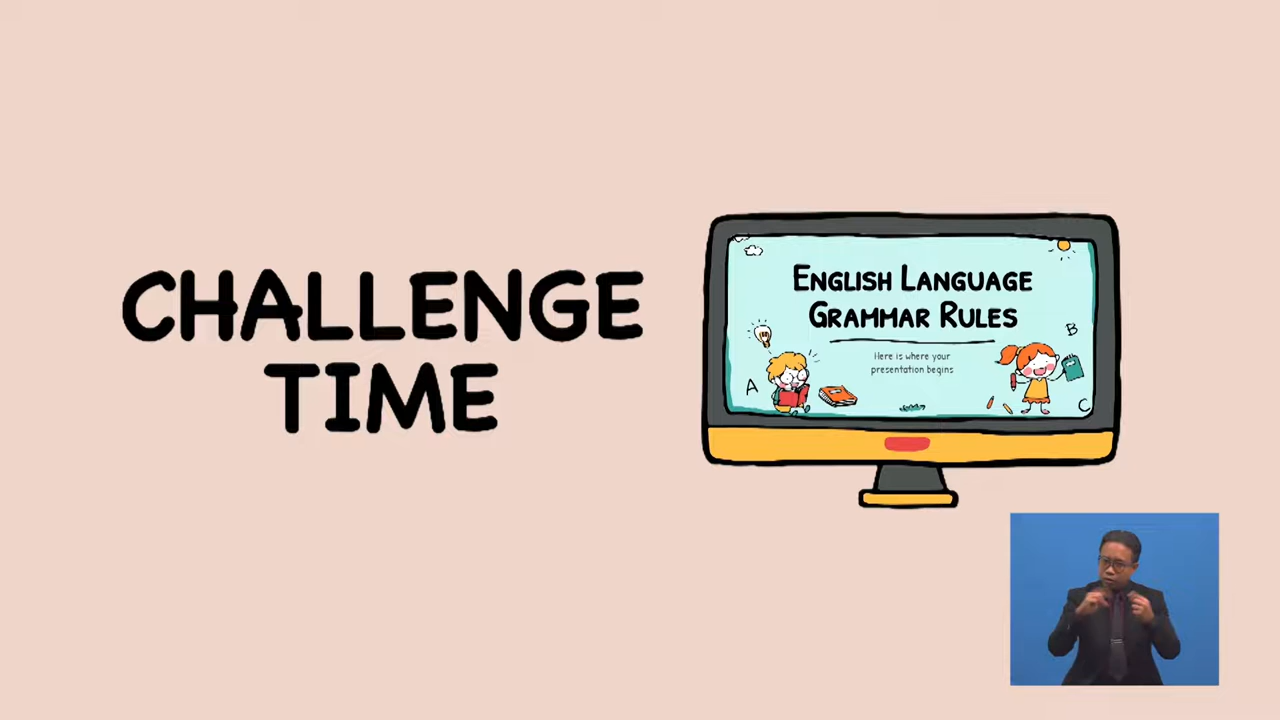 CHALLENGE
TIME
ENGLISH LANGUAGE
GRAMMAR RULES
Here is where your
presentation begins
A
B
C